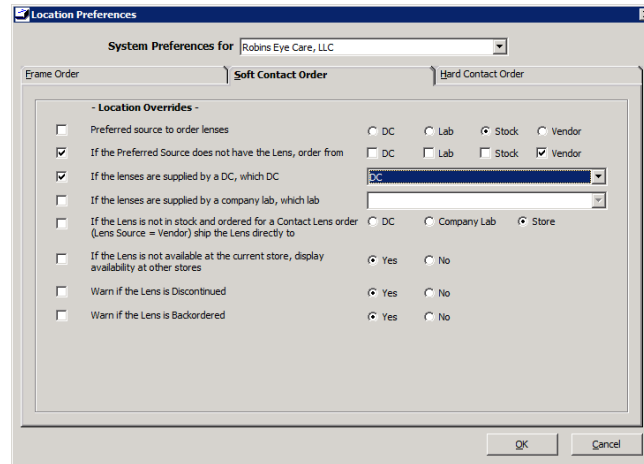 Location Preferences
System Preferences for Robins Eye Care, LLC
Frame Order Soft Contact Order Hard Contact Order
- Location Overrides -
Preferred source to order lenses DC Lab Stock Vendor
If the Preferred Source does not have the Lens, order from DC Lab Stock Vendor
If the lenses are supplied by a DC, which DC DC
If the lenses are supplied by a company lab, which lab
If the Lens is not in stock and ordered for a Contact Lens order DC Company Lab Store
(Lens Source = Vendor) ship the Lens directly to
If the Lens is not available at the current store, display Yes No
availability at other stores
Warn if the Lens is Discontinued Yes No
Warn if the Lens is Backordered Yes No
OK Cancel